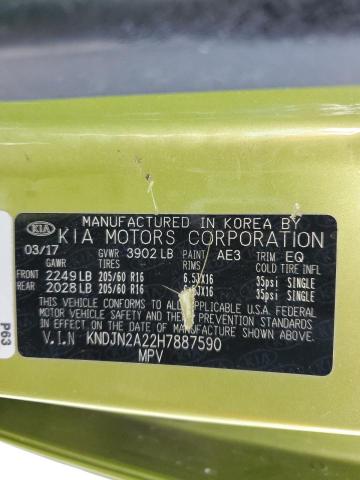 MANUFACTURED IN KOREA BY
KIA KIA MOTORS CORPORATION
03/17 GVWR 3902 LB PAINT AE3 TRIM EQ
GAWR TIRES RIMS COLD TIRE INFL
FRONT 2249 LB 205/60 R16 6.5JX16 35psi SINGLE
REAR 2028 LB 205/60 R16 6.5JX16 35psi SINGLE
THIS VEHICLE CONFORMS TO ALL APPLICABLE U.S.A. FEDERAL
MOTOR VEHICLE SAFETY AND THEFT PREVENTION STANDARDS
IN EFFECT ON THE DATE OF MANUFACTURE SHOWN ABOVE
V.I.N KNDJN2A22H7887590
MPV
P63